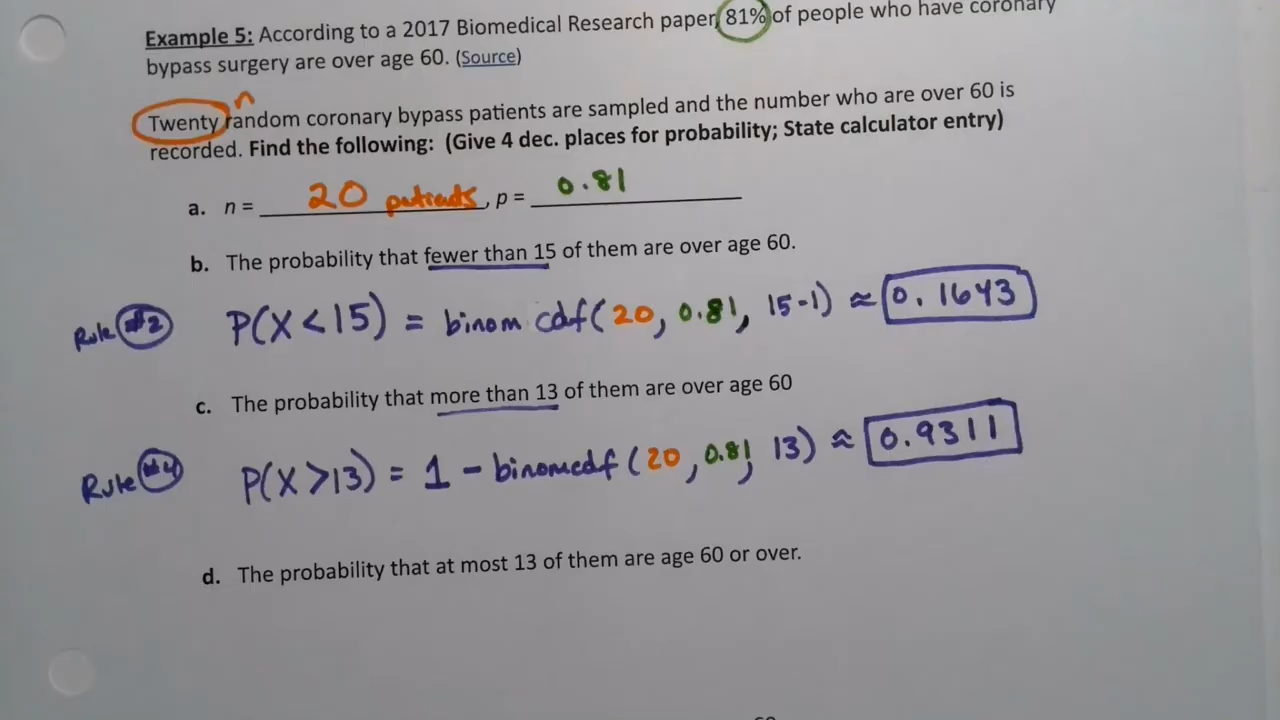 Example 5: According to a 2017 Biomedical Research paper, 81% of people who have coronary
bypass surgery are over age 60. (Source)
n
Twenty random coronary bypass patients are sampled and the number who are over 60 is
recorded. Find the following: (Give 4 dec. places for probability; State calculator entry)
a. n = 20 patients, p = 0.81
b. The probability that fewer than 15 of them are over age 60.
Rule #2 P(X < 15) = binom cdf(20, 0.81, 15-1) ≈ 0.1643
c. The probability that more than 13 of them are over age 60
Rule #4 P(X > 13) = 1 - binomcdf (20, 0.81, 13) ≈ 0.9311
d. The probability that at most 13 of them are age 60 or over.